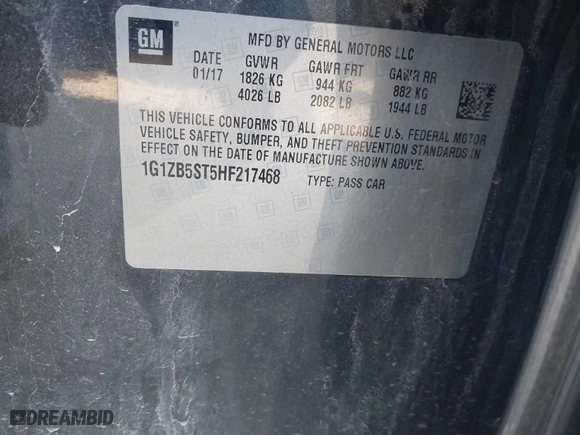 GM
MFD BY GENERAL MOTORS LLC
DATE GVWR GAWR FRT GAWR RR
01/17 1826 KG 944 KG 882 KG
4026 LB 2082 LB 1944 LB
THIS VEHICLE CONFORMS TO ALL APPLICABLE U.S. FEDERAL MOTOR
VEHICLE SAFETY, BUMPER, AND THEFT PREVENTION STANDARDS IN
EFFECT ON THE DATE OF MANUFACTURE SHOWN ABOVE.
1G1ZB5ST5HF217468 TYPE: PASS CAR
DREAMBID